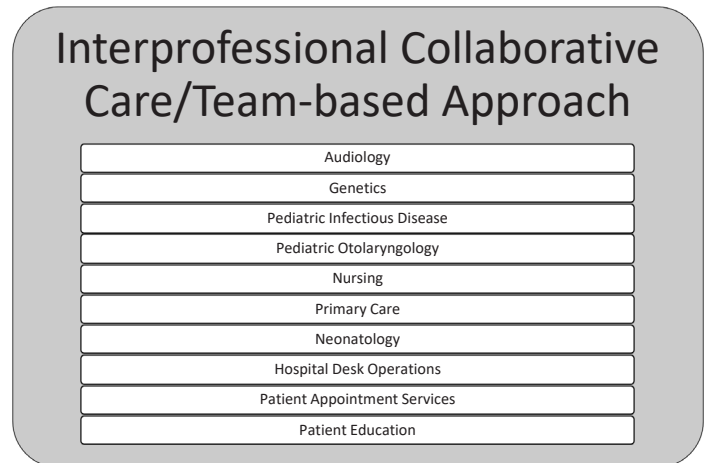 Interprofessional Collaborative
Care/Team-based Approach
Audiology
Genetics
Pediatric Infectious Disease
Pediatric Otolaryngology
Nursing
Primary Care
Neonatology
Hospital Desk Operations
Patient Appointment Services
Patient Education